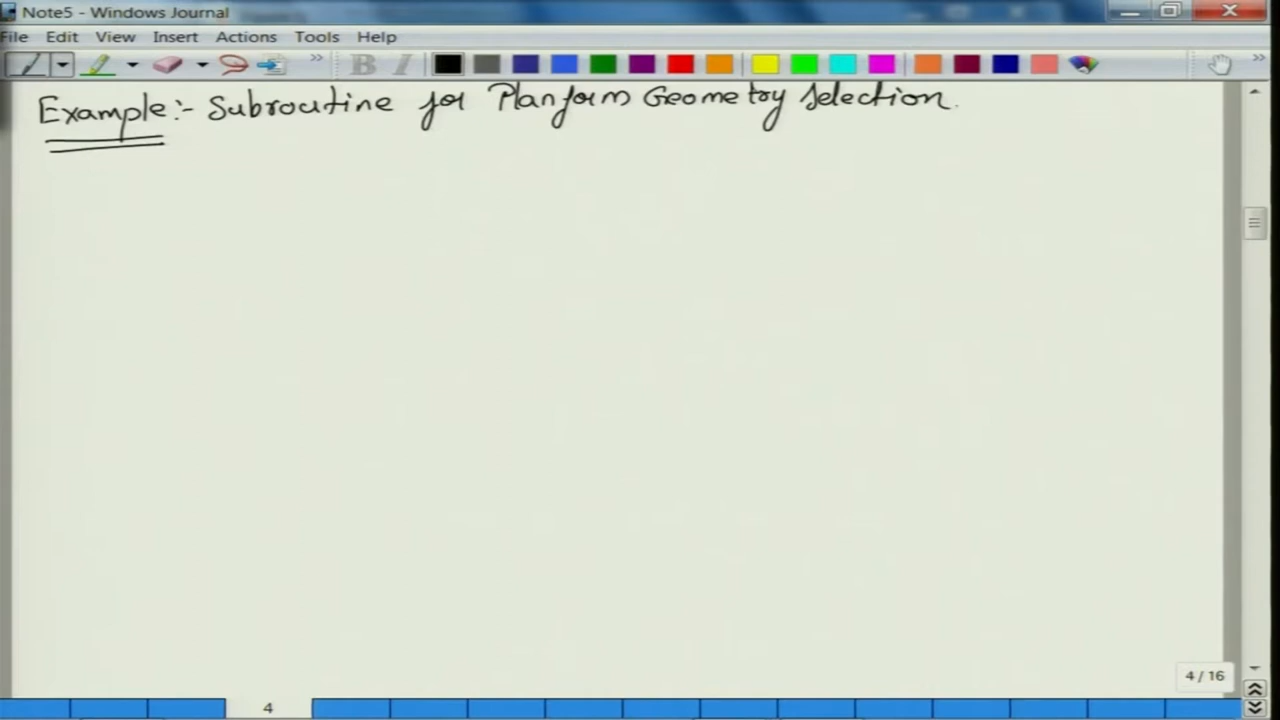 Note5 - Windows Journal
File Edit View Insert Actions Tools Help
B I
Example:- Subroutine for Planform Geometry Selection.
4 / 16
4